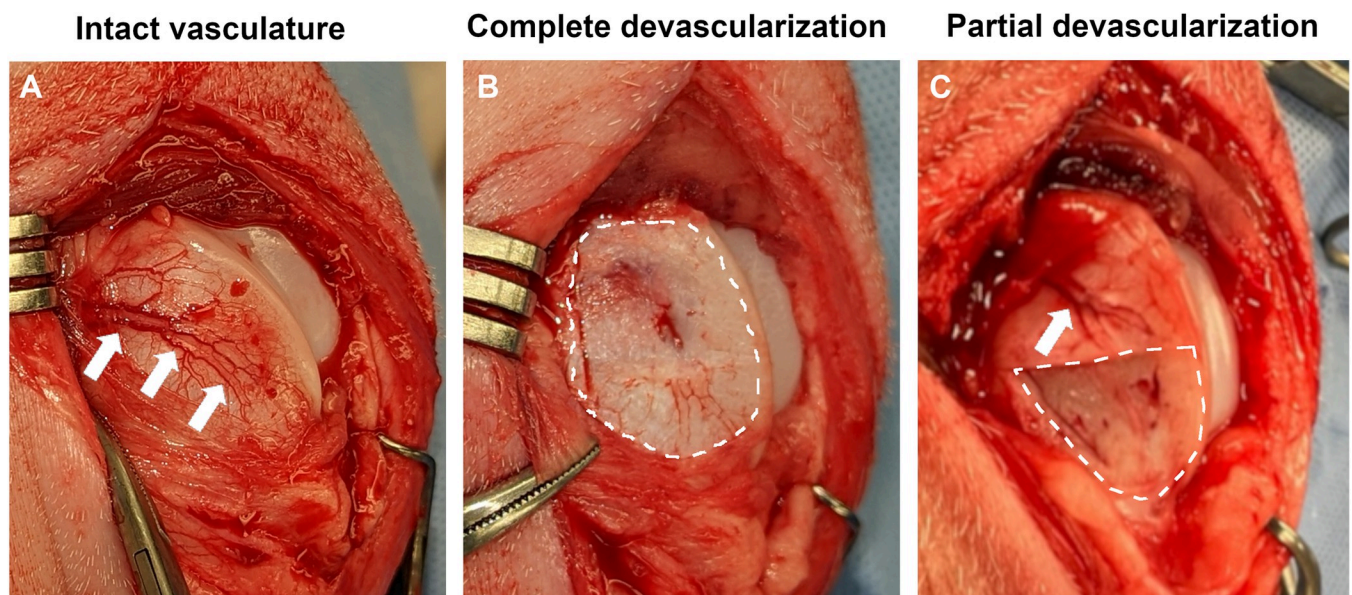 Intact vasculature
Complete devascularization
Partial devascularization
A
B
C